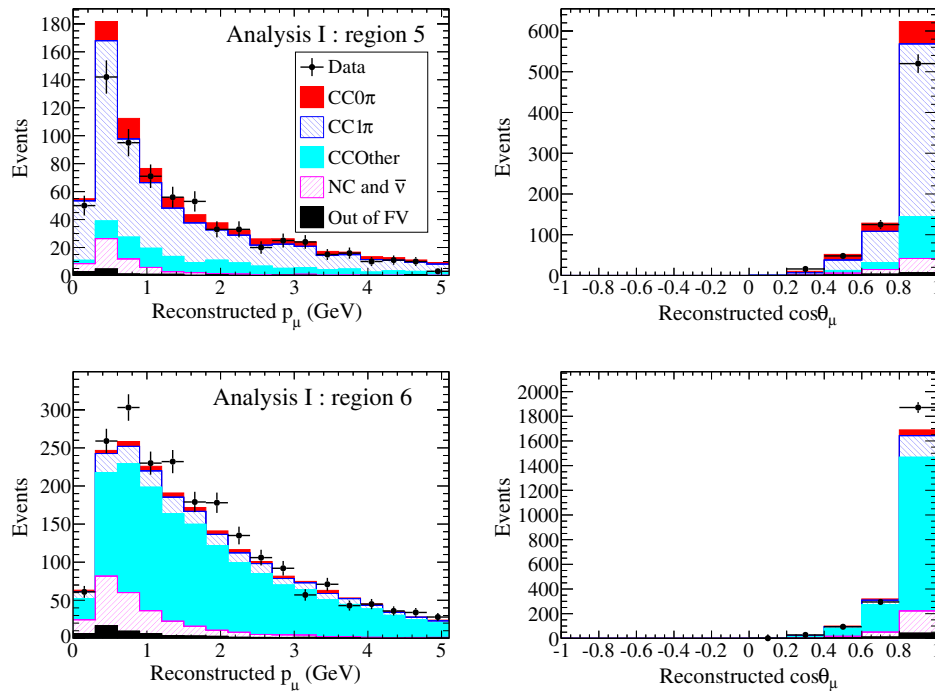 Analysis I : region 5
Data
CC0π
CC1π
CCOther
NC and ν̅
Out of FV
Events
0 20 40 60 80 100 120 140 160 180
0 1 2 3 4 5
Reconstructed p_μ (GeV)
Events
0 100 200 300 400 500 600
-1 -0.8 -0.6 -0.4 -0.2 0 0.2 0.4 0.6 0.8 1
Reconstructed cosθ_μ
Analysis I : region 6
Events
0 50 100 150 200 250 300
0 1 2 3 4 5
Reconstructed p_μ (GeV)
Events
0 200 400 600 800 1000 1200 1400 1600 1800 2000
-1 -0.8 -0.6 -0.4 -0.2 0 0.2 0.4 0.6 0.8 1
Reconstructed cosθ_μ